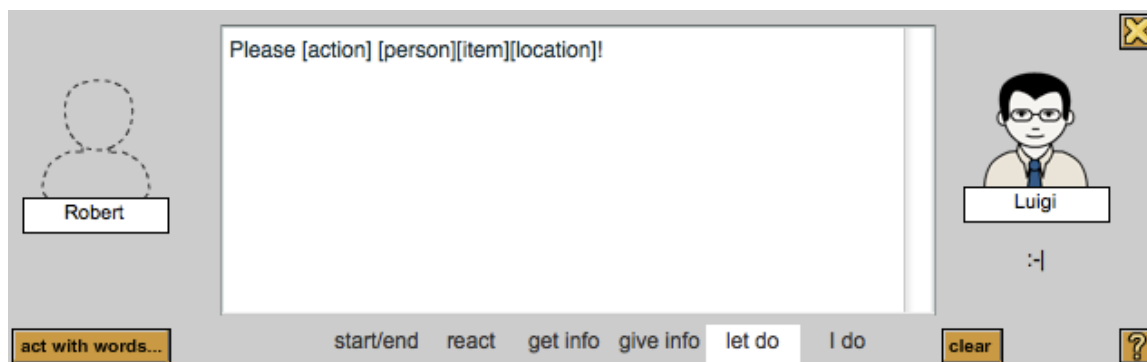 Please [action] [person][item][location]!
Robert
Luigi
:-|
act with words...
start/end react get info give info let do I do
clear
?